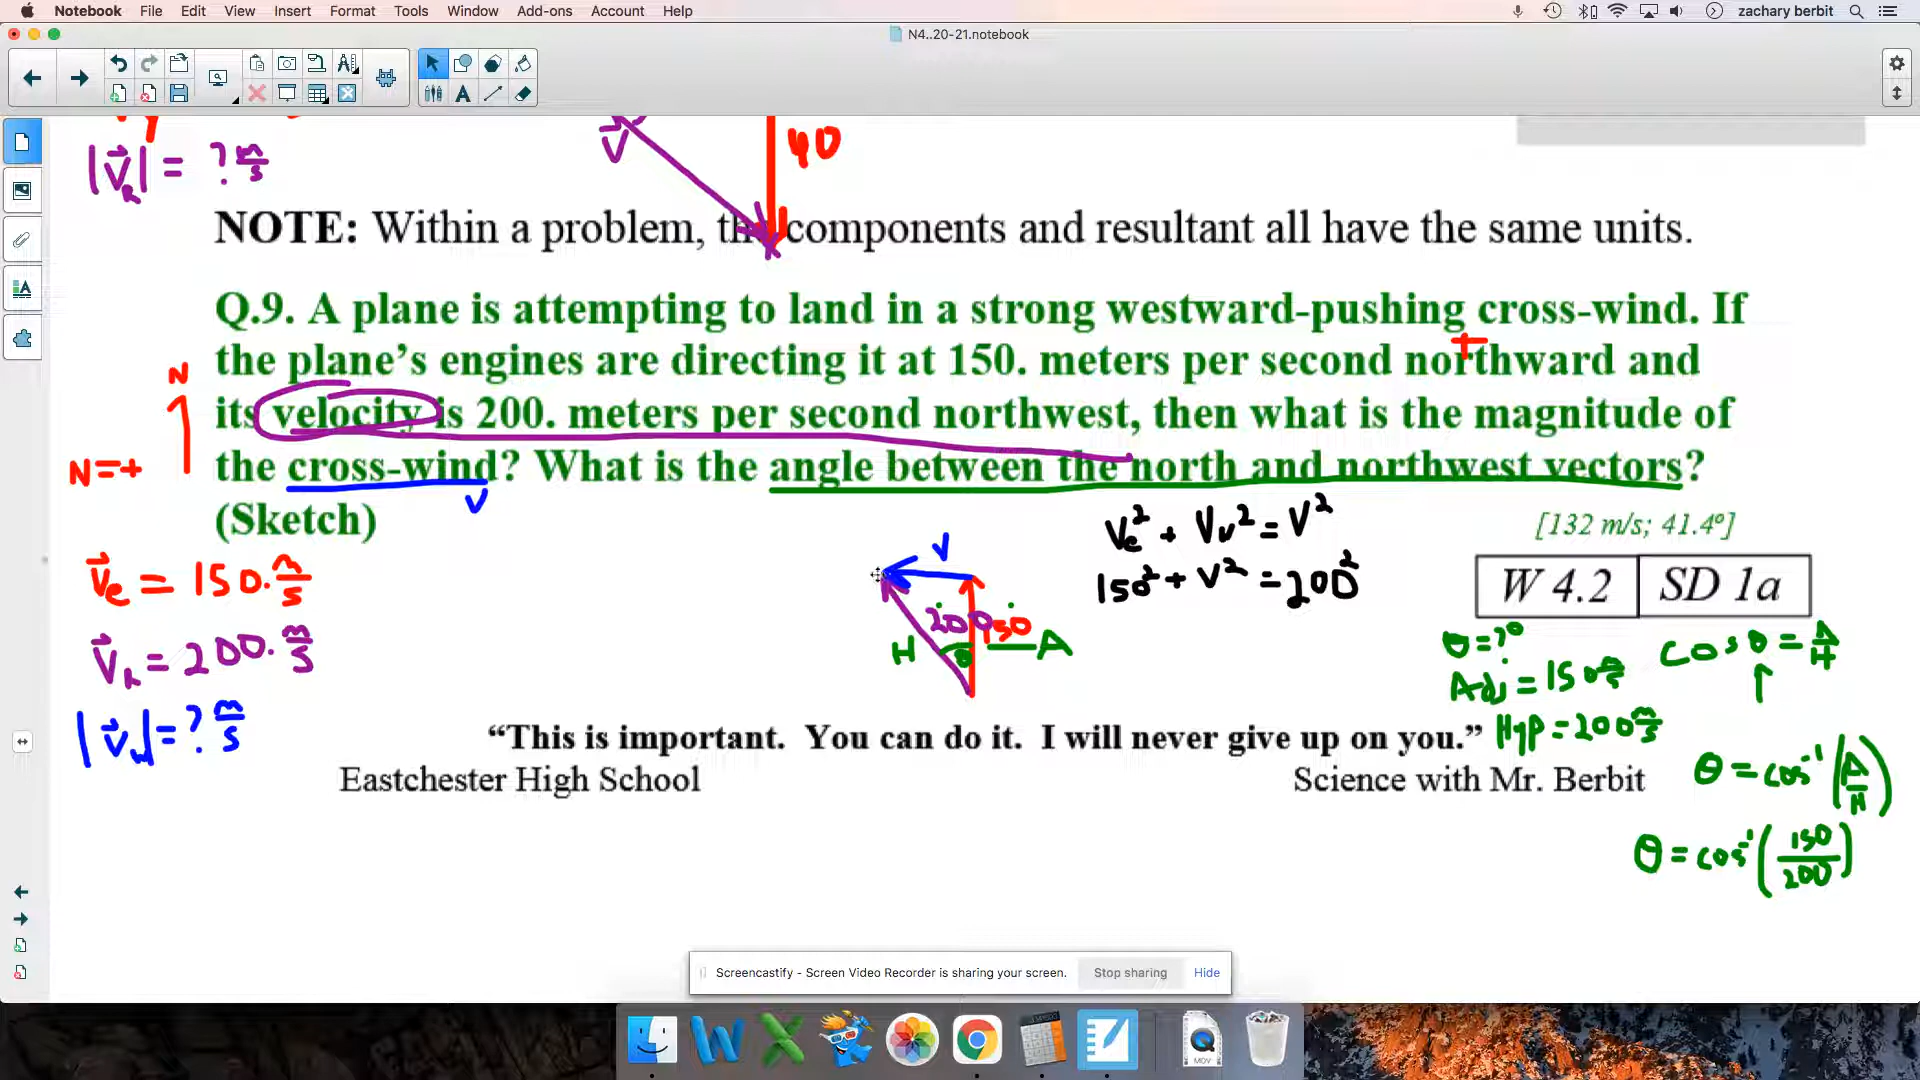 Notebook File Edit View Insert Format Tools Window Add-ons Account Help zachary berbit
N4..20-21.notebook
|V⃗R| = ? m/s
V
40
NOTE: Within a problem, the components and resultant all have the same units.
Q.9. A plane is attempting to land in a strong westward-pushing cross-wind. If
the plane’s engines are directing it at 150. meters per second northward and
its velocity is 200. meters per second northwest, then what is the magnitude of
the cross-wind? What is the angle between the north and northwest vectors?
(Sketch)
+
N
N=+
V
[132 m/s; 41.4º]
W 4.2 SD 1a
V⃗e = 150. m/s
V⃗R = 200. m/s
|V⃗w| = ? m/s
V
200. 150.
H θ A
Ve² + Vw² = V²
150² + V² = 200²
θ = ?°
Adj = 150 m/s
Hyp = 200 m/s
cos θ = A/H
θ = cos⁻¹(A/H)
θ = cos⁻¹(150/200)
“This is important. You can do it. I will never give up on you.”
Eastchester High School Science with Mr. Berbit
Screencastify - Screen Video Recorder is sharing your screen. Stop sharing Hide
MOV